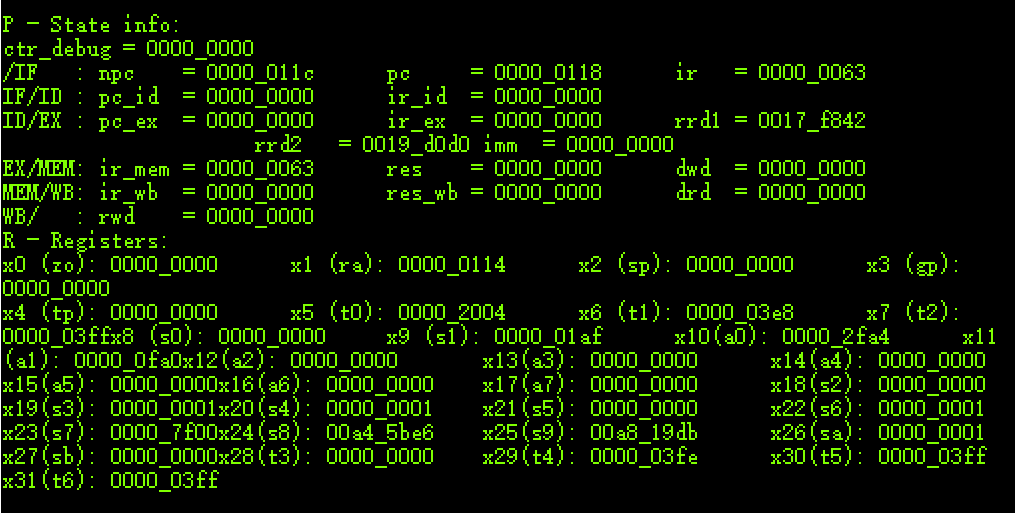 P - State info:
ctr_debug = 0000_0000
/IF   : npc   = 0000_011c      pc     = 0000_0118      ir   = 0000_0063
IF/ID : pc_id  = 0000_0000      ir_id  = 0000_0000
ID/EX : pc_ex  = 0000_0000      ir_ex  = 0000_0000      rrd1 = 0017_f842
rrd2   = 0019_d0d0 imm  = 0000_0000
EX/MEM: ir_mem = 0000_0063      res    = 0000_0000      dwd  = 0000_0000
MEM/WB: ir_wb  = 0000_0000      res_wb = 0000_0000      drd  = 0000_0000
WB/   : rwd    = 0000_0000
R - Registers:
x0 (zo): 0000_0000      x1 (ra): 0000_0114      x2 (sp): 0000_0000      x3 (gp):
0000_0000
x4 (tp): 0000_0000      x5 (t0): 0000_2004      x6 (t1): 0000_03e8      x7 (t2):
0000_03ffx8 (s0): 0000_0000     x9 (s1): 0000_01af      x10(a0): 0000_2fa4      x11
(a1): 0000_0fa0x12(a2): 0000_0000       x13(a3): 0000_0000      x14(a4): 0000_0000
x15(a5): 0000_0000x16(a6): 0000_0000    x17(a7): 0000_0000      x18(s2): 0000_0000
x19(s3): 0000_0001x20(s4): 0000_0001    x21(s5): 0000_0000      x22(s6): 0000_0001
x23(s7): 0000_7f00x24(s8): 00a4_5be6    x25(s9): 00a8_19db      x26(sa): 0000_0001
x27(sb): 0000_0000x28(t3): 0000_0000    x29(t4): 0000_03fe      x30(t5): 0000_03ff
x31(t6): 0000_03ff